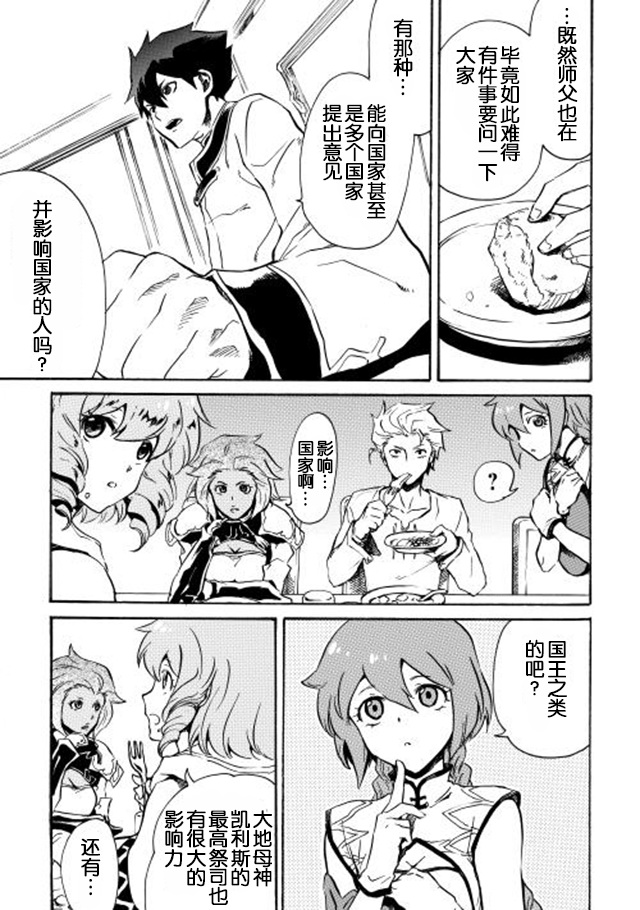 …既然师父也在
毕竟如此难得
有件事要问一下
大家
有那种…
能向国家甚至
是多个国家
提出意见
并影响国家的人吗？
？
影响…
国家啊…
国王之类
的吧？
大地母神
凯利斯的
最高祭司也
有很大的
影响力
还有…